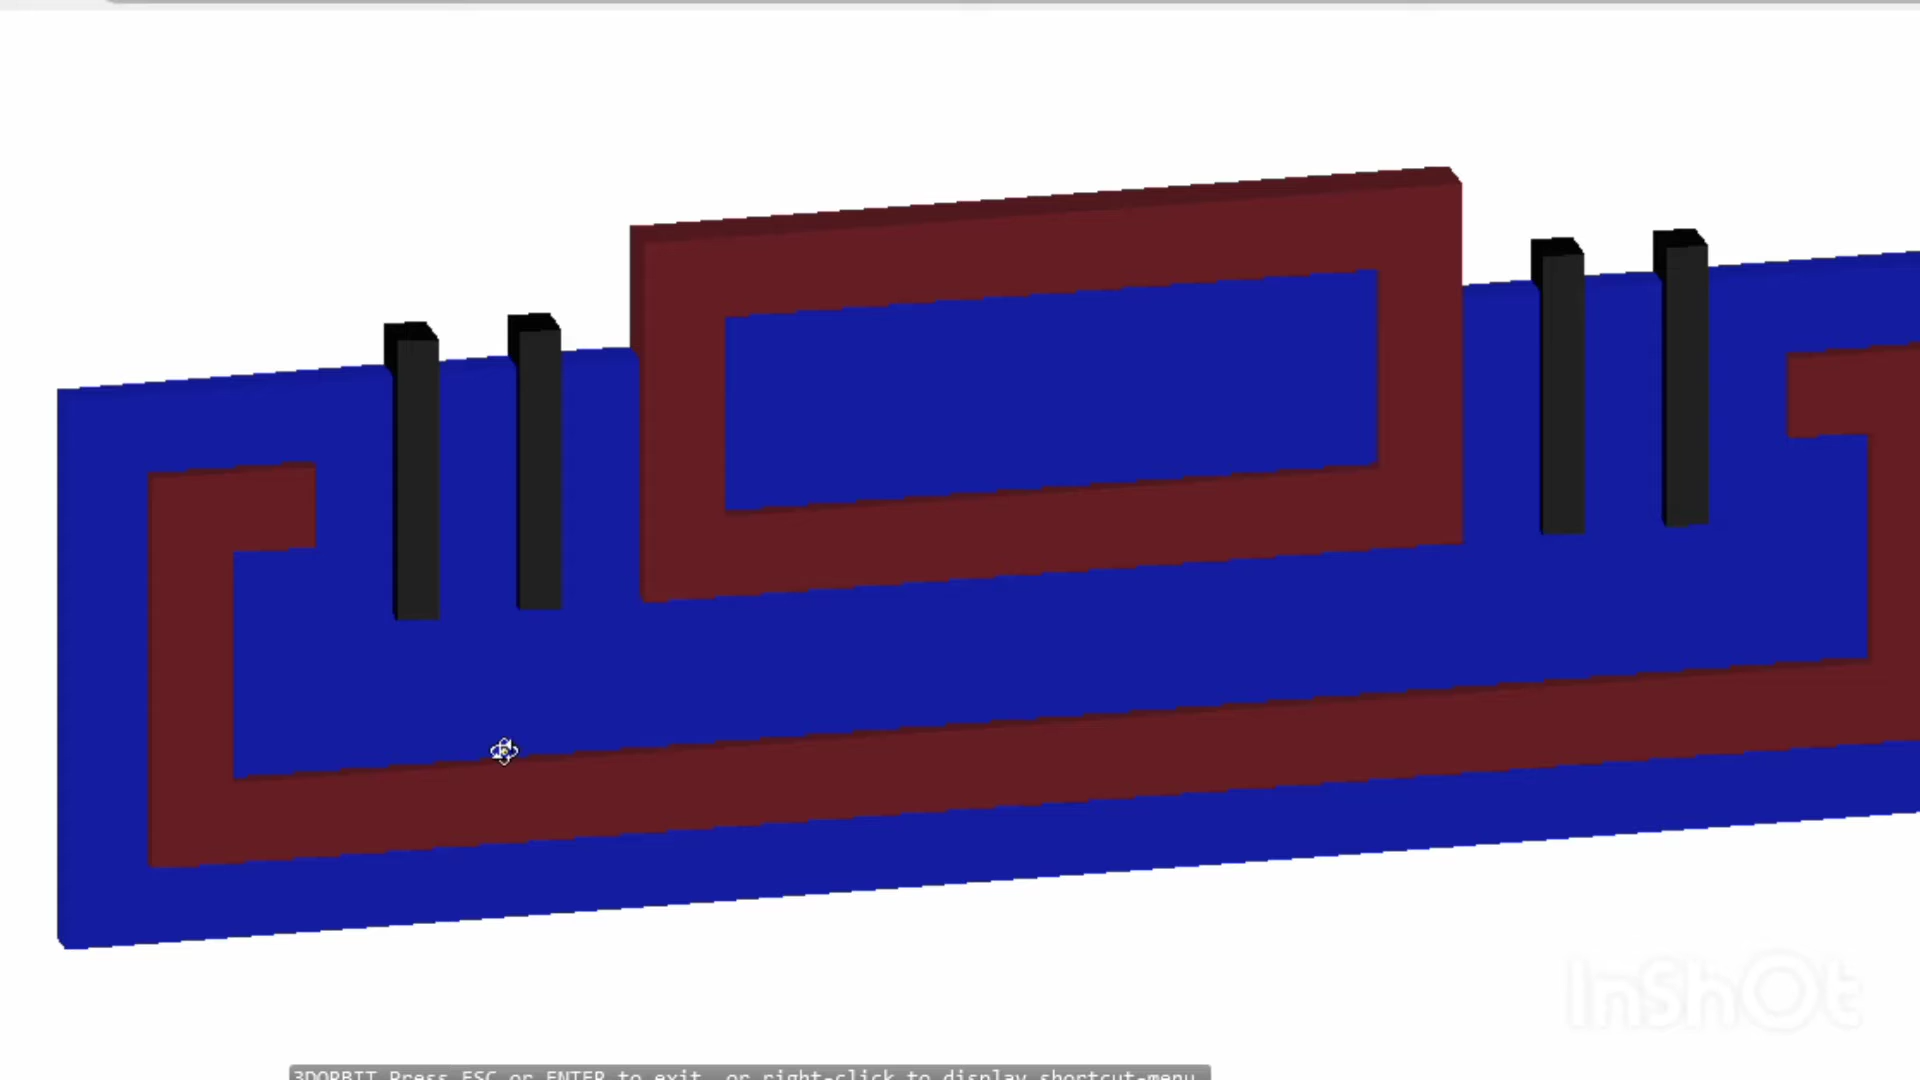 InShOt
3DORBIT Press ESC or ENTER to exit, or right-click to display shortcut-menu.